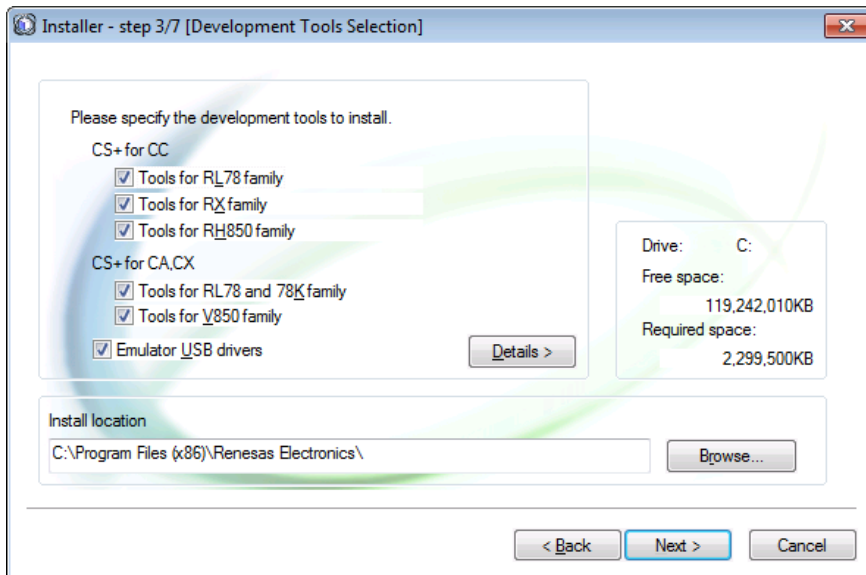 Installer - step 3/7 [Development Tools Selection]
Please specify the development tools to install.
CS+ for CC
Tools for RL78 family
Tools for RX family
Tools for RH850 family
CS+ for CA,CX
Tools for RL78 and 78K family
Tools for V850 family
Emulator USB drivers
Details >
Drive: C:
Free space:
119,242,010KB
Required space:
2,299,500KB
Install location
C:\Program Files (x86)\Renesas Electronics\
Browse...
< Back
Next >
Cancel